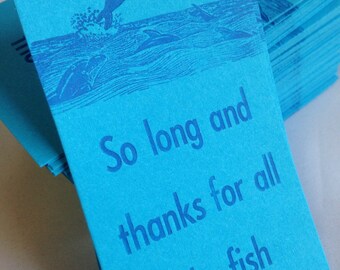 So long and
thanks for all
fish